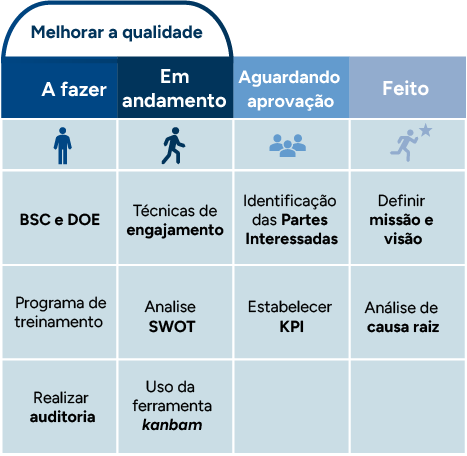 Melhorar a qualidade
A fazer
Em
andamento
Aguardando
aprovação
Feito
BSC e DOE
Técnicas de
engajamento
Identificação
das Partes
Interessadas
Definir
missão e
visão
Programa de
treinamento
Analise
SWOT
Estabelecer
KPI
Análise de
causa raiz
Realizar
auditoria
Uso da
ferramenta
kanbam